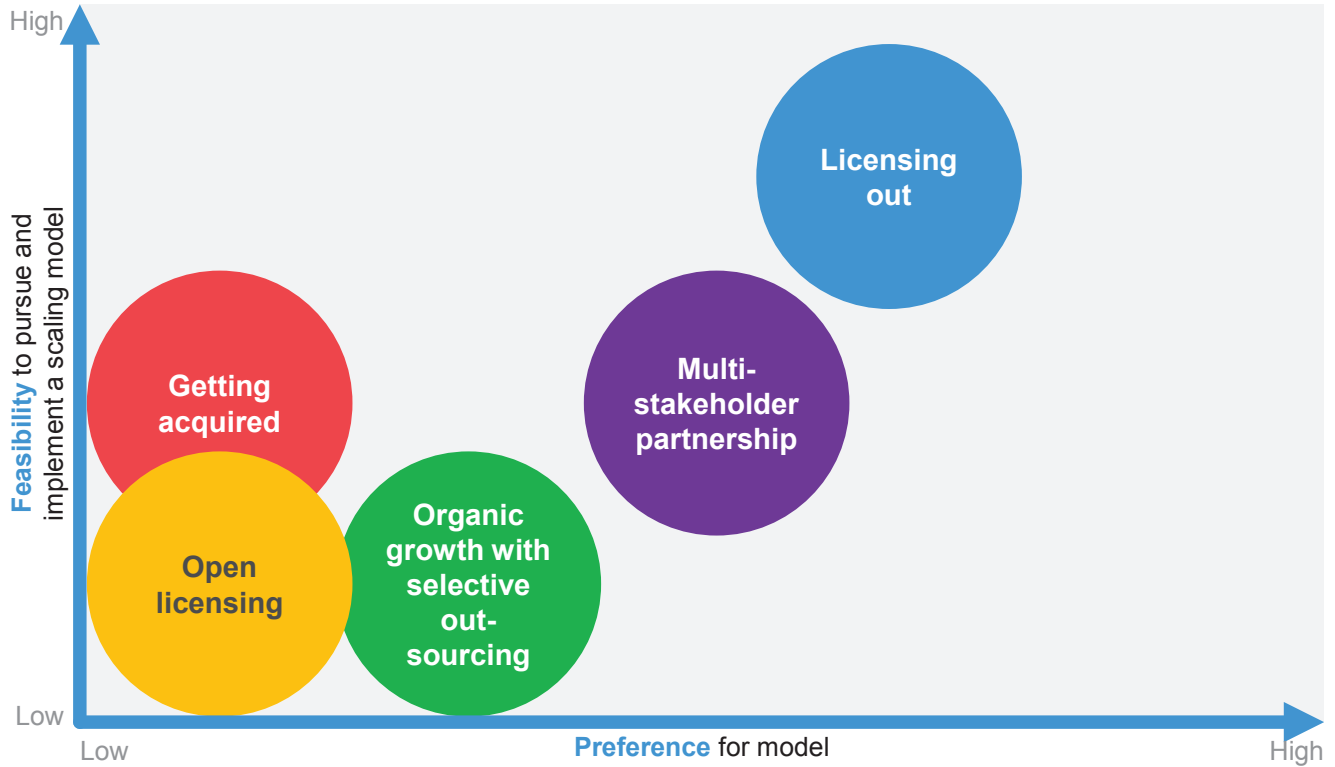 High
Feasibility to pursue and
implement a scaling model
Licensing
out
Getting
acquired
Multi-
stakeholder
partnership
Open
licensing
Organic
growth with
selective
out-
sourcing
Low
Low
Preference for model
High